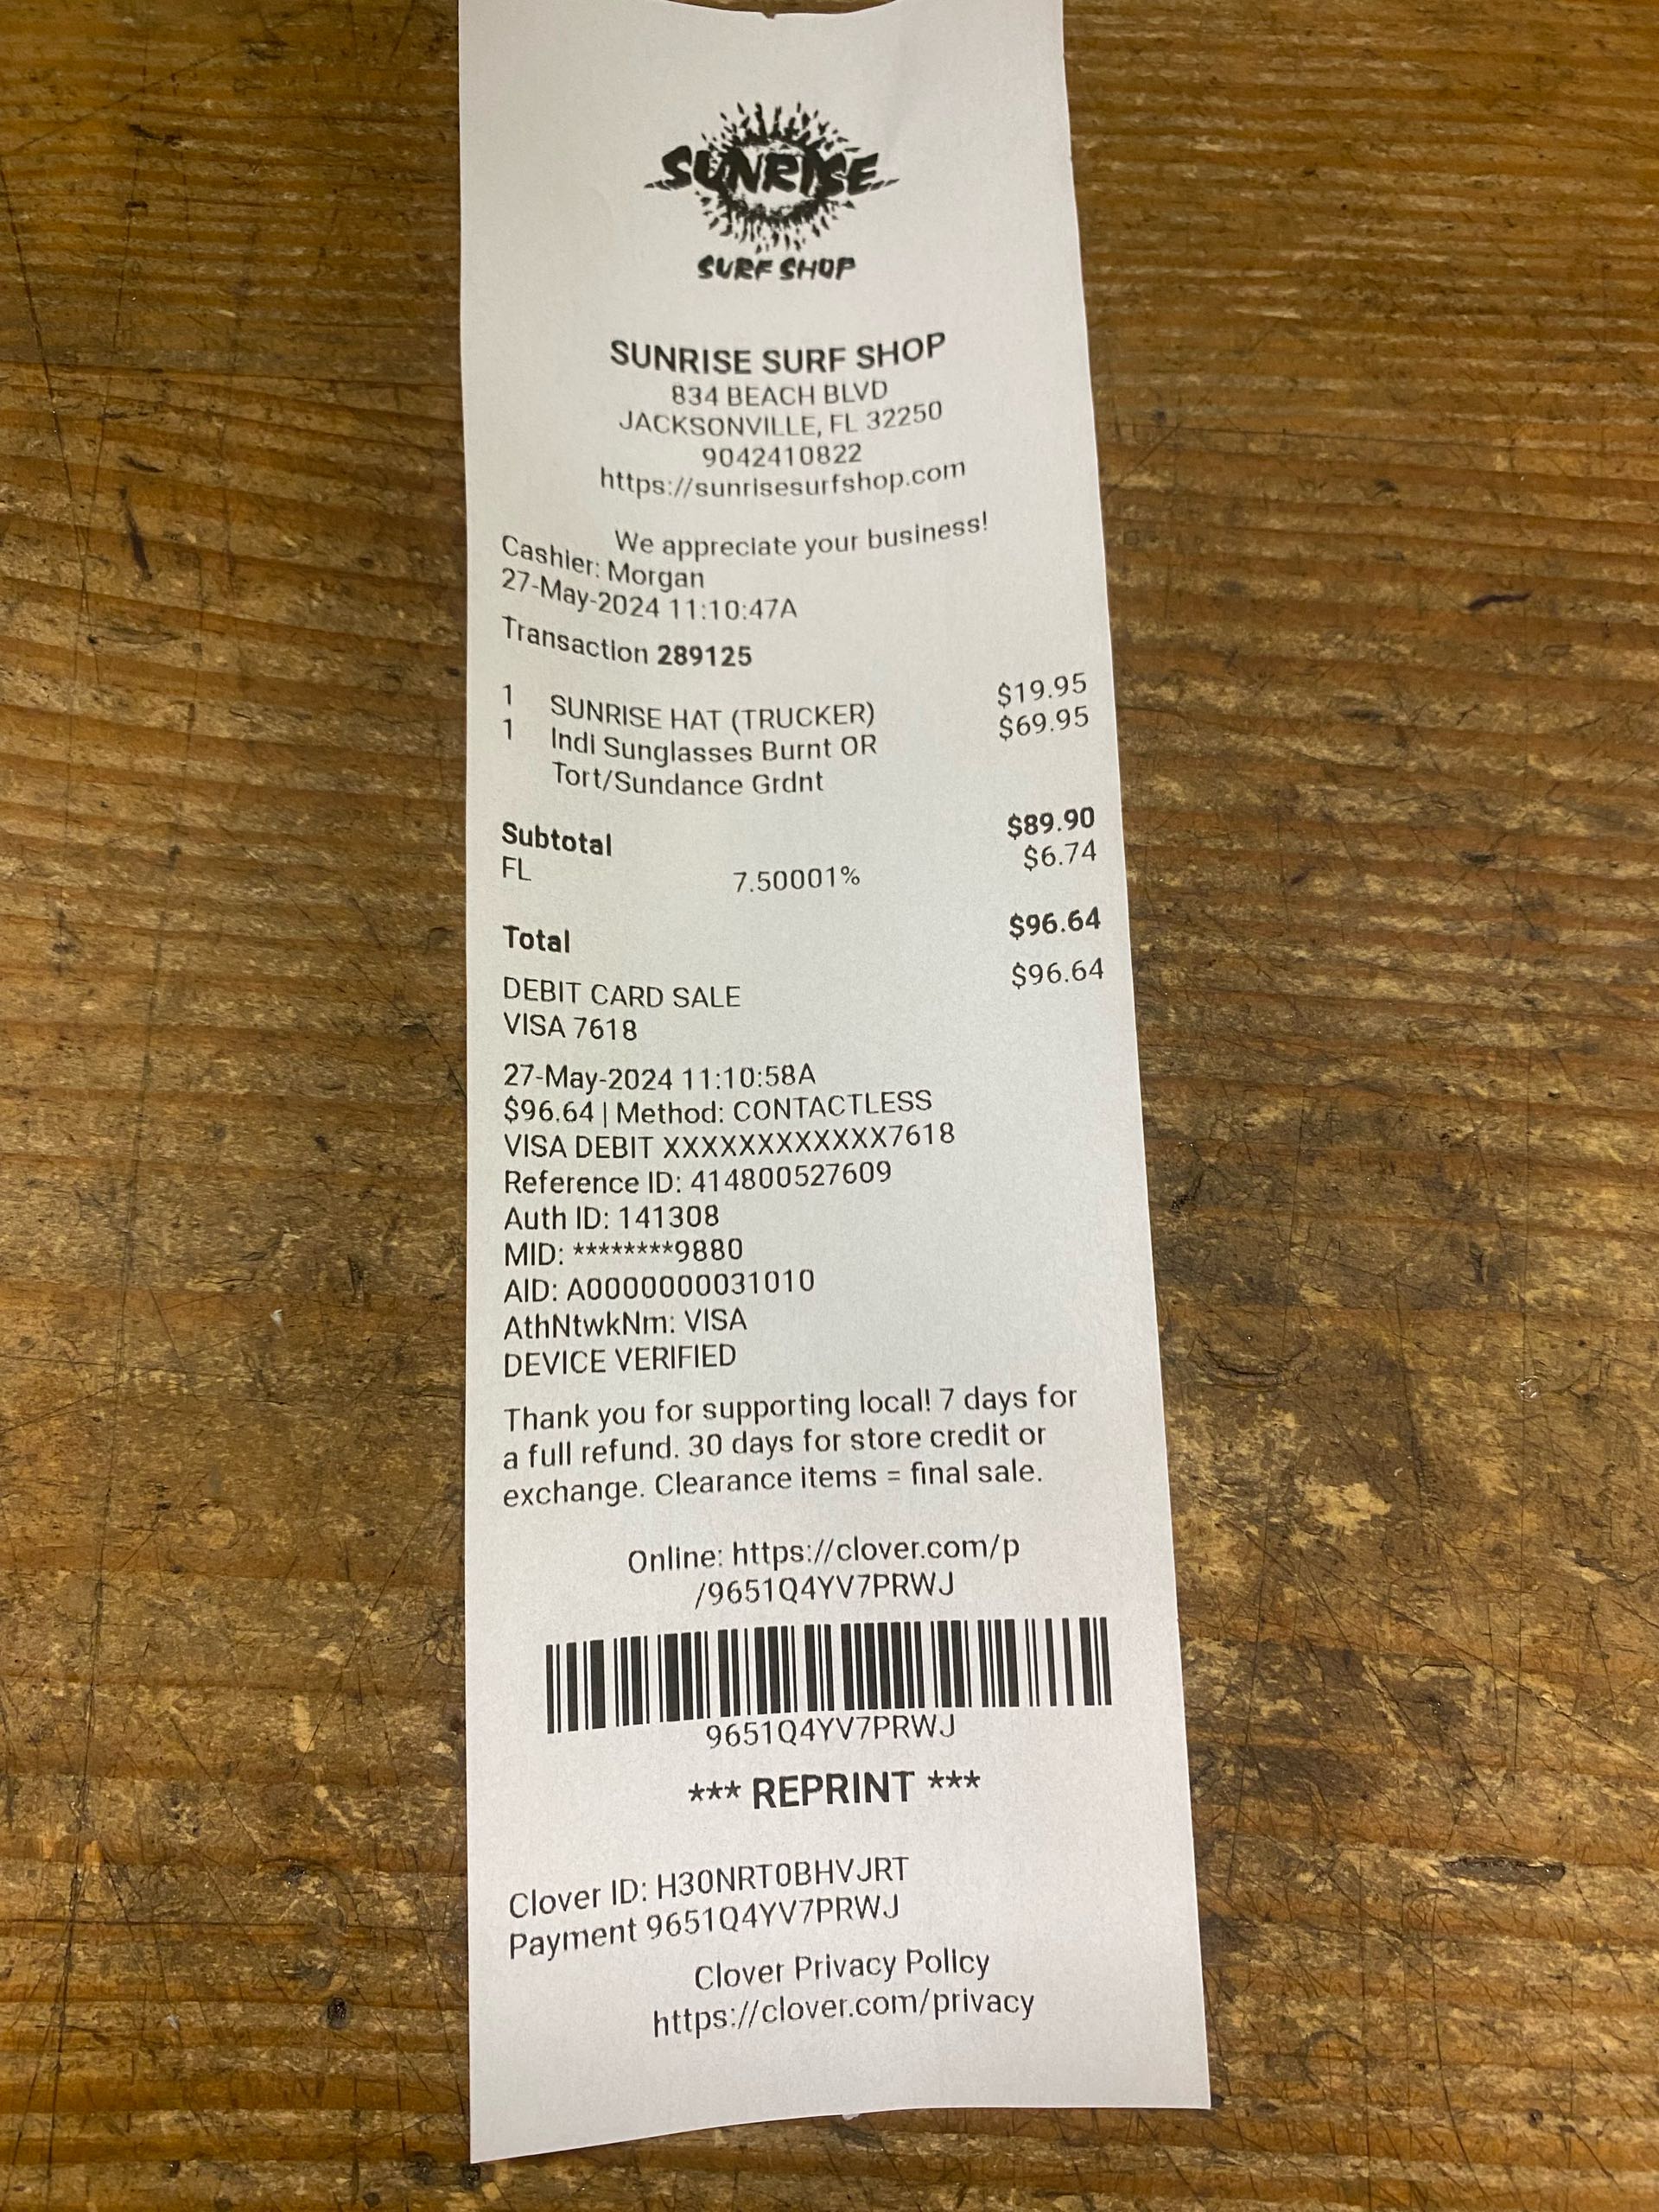 SUNRISE
SURF SHOP
SUNRISE SURF SHOP
834 BEACH BLVD
JACKSONVILLE, FL 32250
9042410822
https://sunrisesurfshop.com
We appreciate your business!
Cashier: Morgan
27-May-2024 11:10:47A
Transaction 289125
1 SUNRISE HAT (TRUCKER) $19.95
1 Indi Sunglasses Burnt OR $69.95
Tort/Sundance Grdnt
Subtotal $89.90
FL 7.50001% $6.74
Total $96.64
DEBIT CARD SALE $96.64
VISA 7618
27-May-2024 11:10:58A
$96.64 | Method: CONTACTLESS
VISA DEBIT XXXXXXXXXXXX7618
Reference ID: 414800527609
Auth ID: 141308
MID: ********9880
AID: A0000000031010
AthNtwkNm: VISA
DEVICE VERIFIED
Thank you for supporting local! 7 days for
a full refund. 30 days for store credit or
exchange. Clearance items = final sale.
Online: https://clover.com/p
/9651Q4YV7PRWJ
9651Q4YV7PRWJ
*** REPRINT ***
Clover ID: H30NRT0BHVJRT
Payment 9651Q4YV7PRWJ
Clover Privacy Policy
https://clover.com/privacy